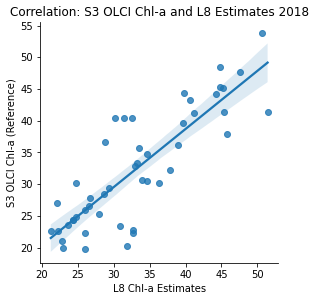 Correlation: S3 OLCI Chl-a and L8 Estimates 2018
55
50
45
40
35
30
25
20
S3 OLCI Chl-a (Reference)
20 25 30 35 40 45 50
L8 Chl-a Estimates